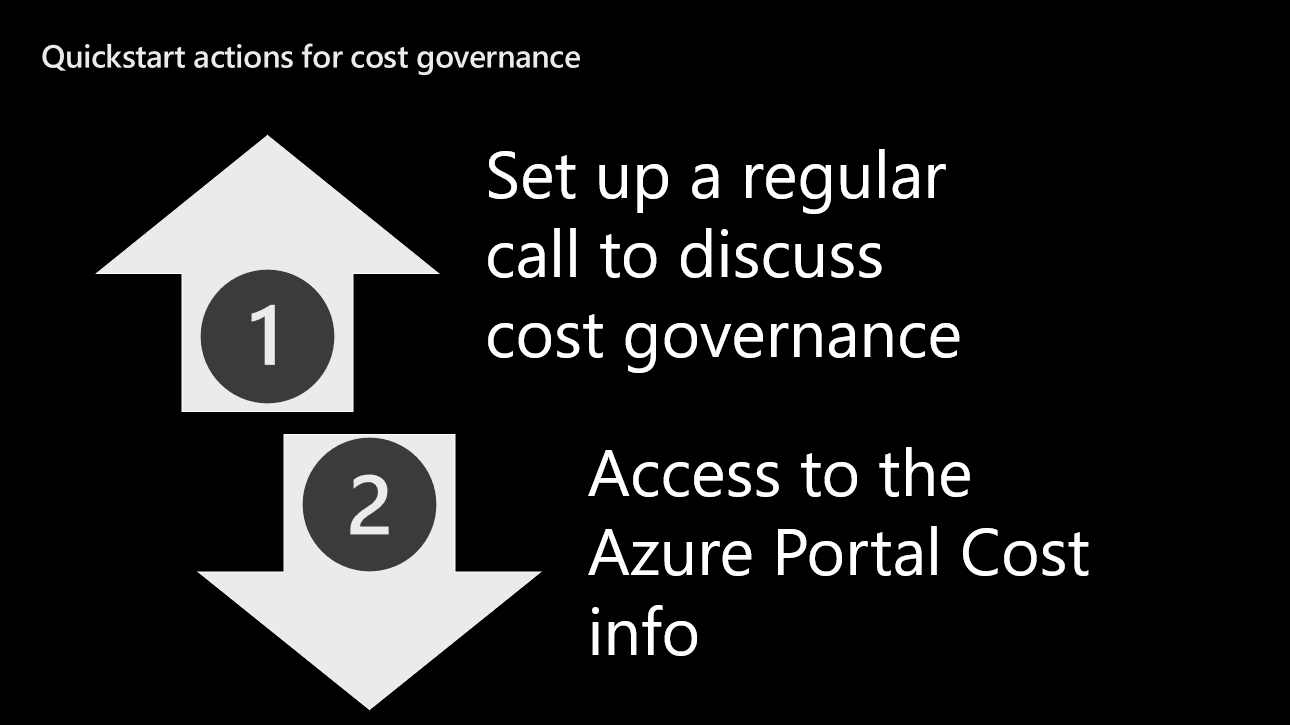 Quickstart actions for cost governance
1
Set up a regular
call to discuss
cost governance
2
Access to the
Azure Portal Cost
info